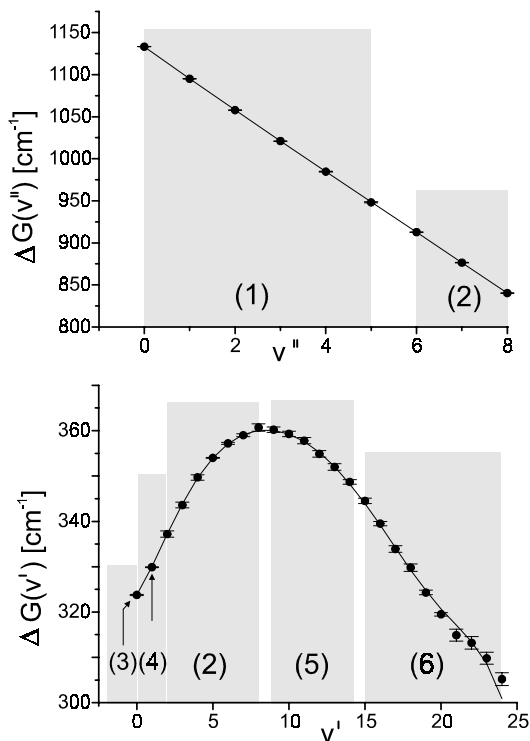 1150
1100
1050
1000
950
900
850
800
ΔG(v") [cm⁻¹]
(1)
(2)
0 2 4 6 8
v"
360
340
320
300
ΔG(v') [cm⁻¹]
(3) (4) (2) (5) (6)
0 5 10 15 20 25
v'